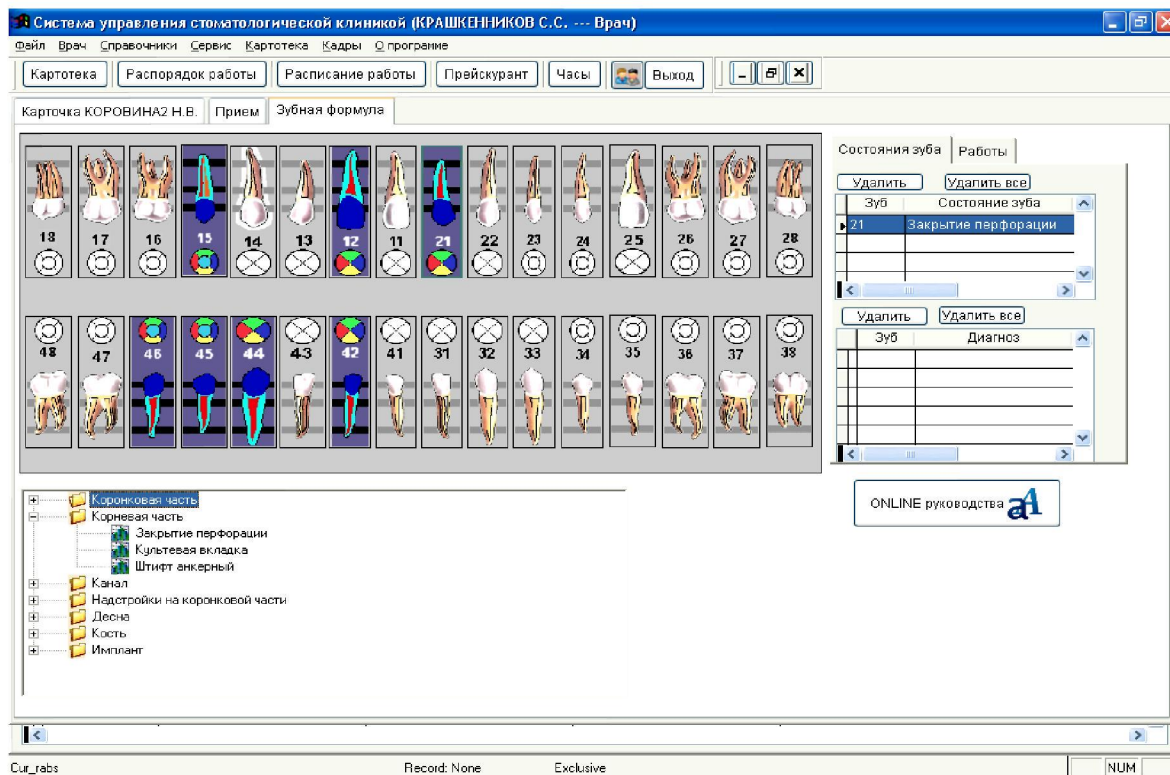 Система управления стоматологической клиникой (КРАШКЕННИКОВ С.С. --- Врач)
Файл Врач Справочники Сервис Картотека Кадры О программе
Картотека Распорядок работы Расписание работы Прейскурант Часы Выход
Карточка КОРОВИНА2 Н.В. Прием Зубная формула
Состояния зуба Работы
Удалить Удалить все
Зуб Состояние зуба
21 Закрытие перфорации
18 17 16 15 14 13 12 11 21 22 23 24 25 26 27 28
Удалить Удалить все
Зуб Диагноз
48 47 46 45 44 43 42 41 31 32 33 34 35 36 37 38
Коронковая часть
Корневая часть
Закрытие перфорации
Культевая вкладка
Штифт анкерный
Канал
Надстройки на коронковой части
Десна
Кость
Имплант
ONLINE руководства aA
Cur_rabs Record: None Exclusive NUM